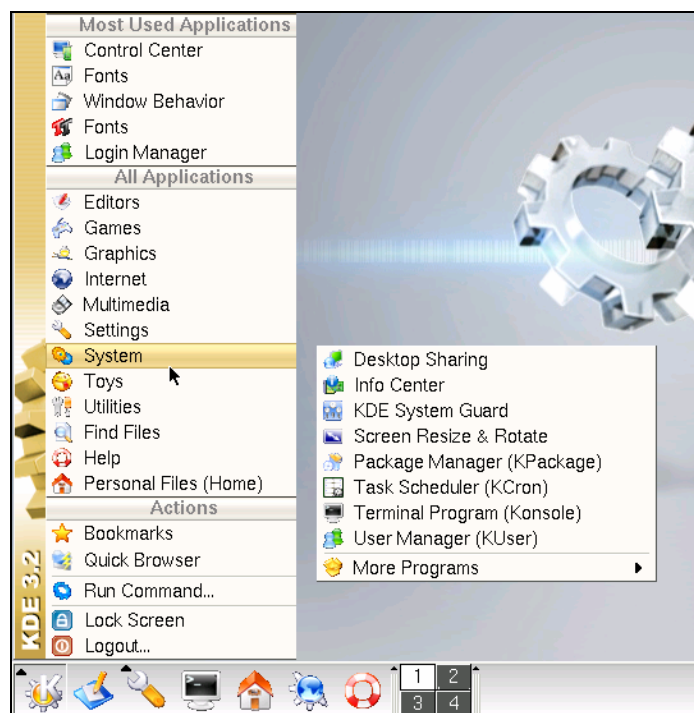 Most Used Applications
Control Center
Fonts
Window Behavior
Fonts
Login Manager
All Applications
Editors
Games
Graphics
Internet
Multimedia
Settings
System
Toys
Utilities
Find Files
Help
Personal Files (Home)
Actions
Bookmarks
Quick Browser
Run Command...
Lock Screen
Logout...
KDE 3.2
Desktop Sharing
Info Center
KDE System Guard
Screen Resize & Rotate
Package Manager (KPackage)
Task Scheduler (KCron)
Terminal Program (Konsole)
User Manager (KUser)
More Programs
1 2
3 4